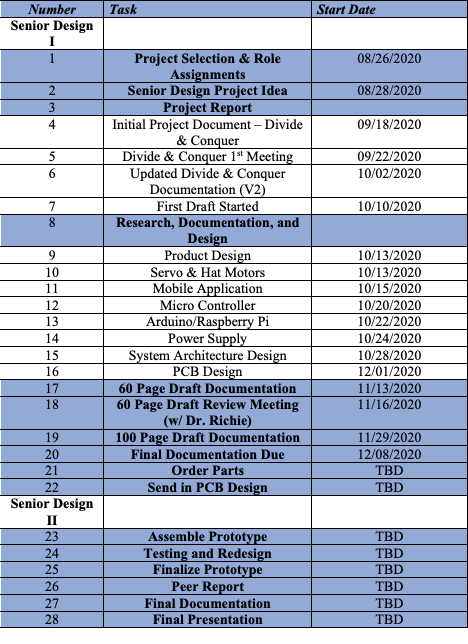 Number Task Start Date
Senior Design
I
1 Project Selection & Role 08/26/2020
Assignments
2 Senior Design Project Idea 08/28/2020
3 Project Report
4 Initial Project Document – Divide 09/18/2020
& Conquer
5 Divide & Conquer 1st Meeting 09/22/2020
6 Updated Divide & Conquer 10/02/2020
Documentation (V2)
7 First Draft Started 10/10/2020
8 Research, Documentation, and
Design
9 Product Design 10/13/2020
10 Servo & Hat Motors 10/13/2020
11 Mobile Application 10/15/2020
12 Micro Controller 10/20/2020
13 Arduino/Raspberry Pi 10/22/2020
14 Power Supply 10/24/2020
15 System Architecture Design 10/28/2020
16 PCB Design 12/01/2020
17 60 Page Draft Documentation 11/13/2020
18 60 Page Draft Review Meeting 11/16/2020
(w/ Dr. Richie)
19 100 Page Draft Documentation 11/29/2020
20 Final Documentation Due 12/08/2020
21 Order Parts TBD
22 Send in PCB Design TBD
Senior Design
II
23 Assemble Prototype TBD
24 Testing and Redesign TBD
25 Finalize Prototype TBD
26 Peer Report TBD
27 Final Documentation TBD
28 Final Presentation TBD